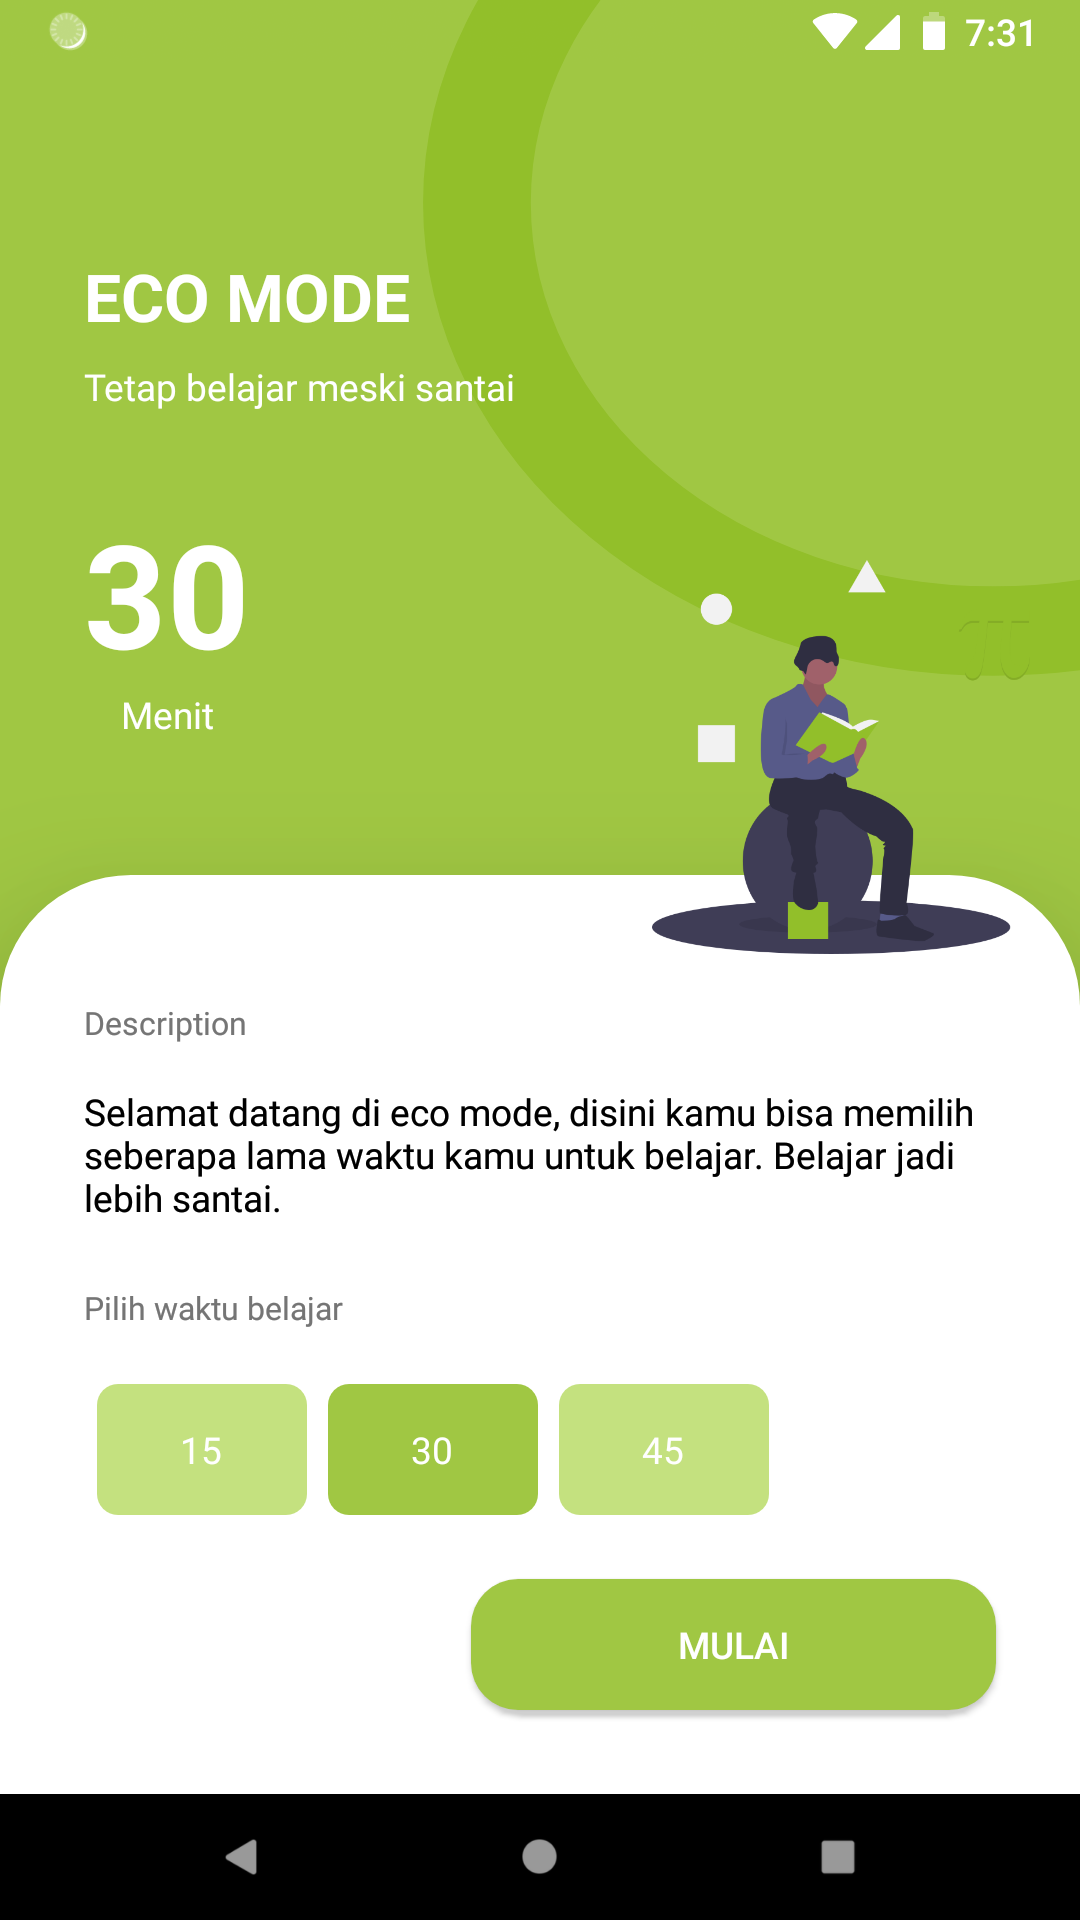 7:31
ECO MODE
Tetap belajar meski santai
30
Menit
π
Description
Selamat datang di eco mode, disini kamu bisa memilih
seberapa lama waktu kamu untuk belajar. Belajar jadi
lebih santai.
Pilih waktu belajar
15
30
45
MULAI